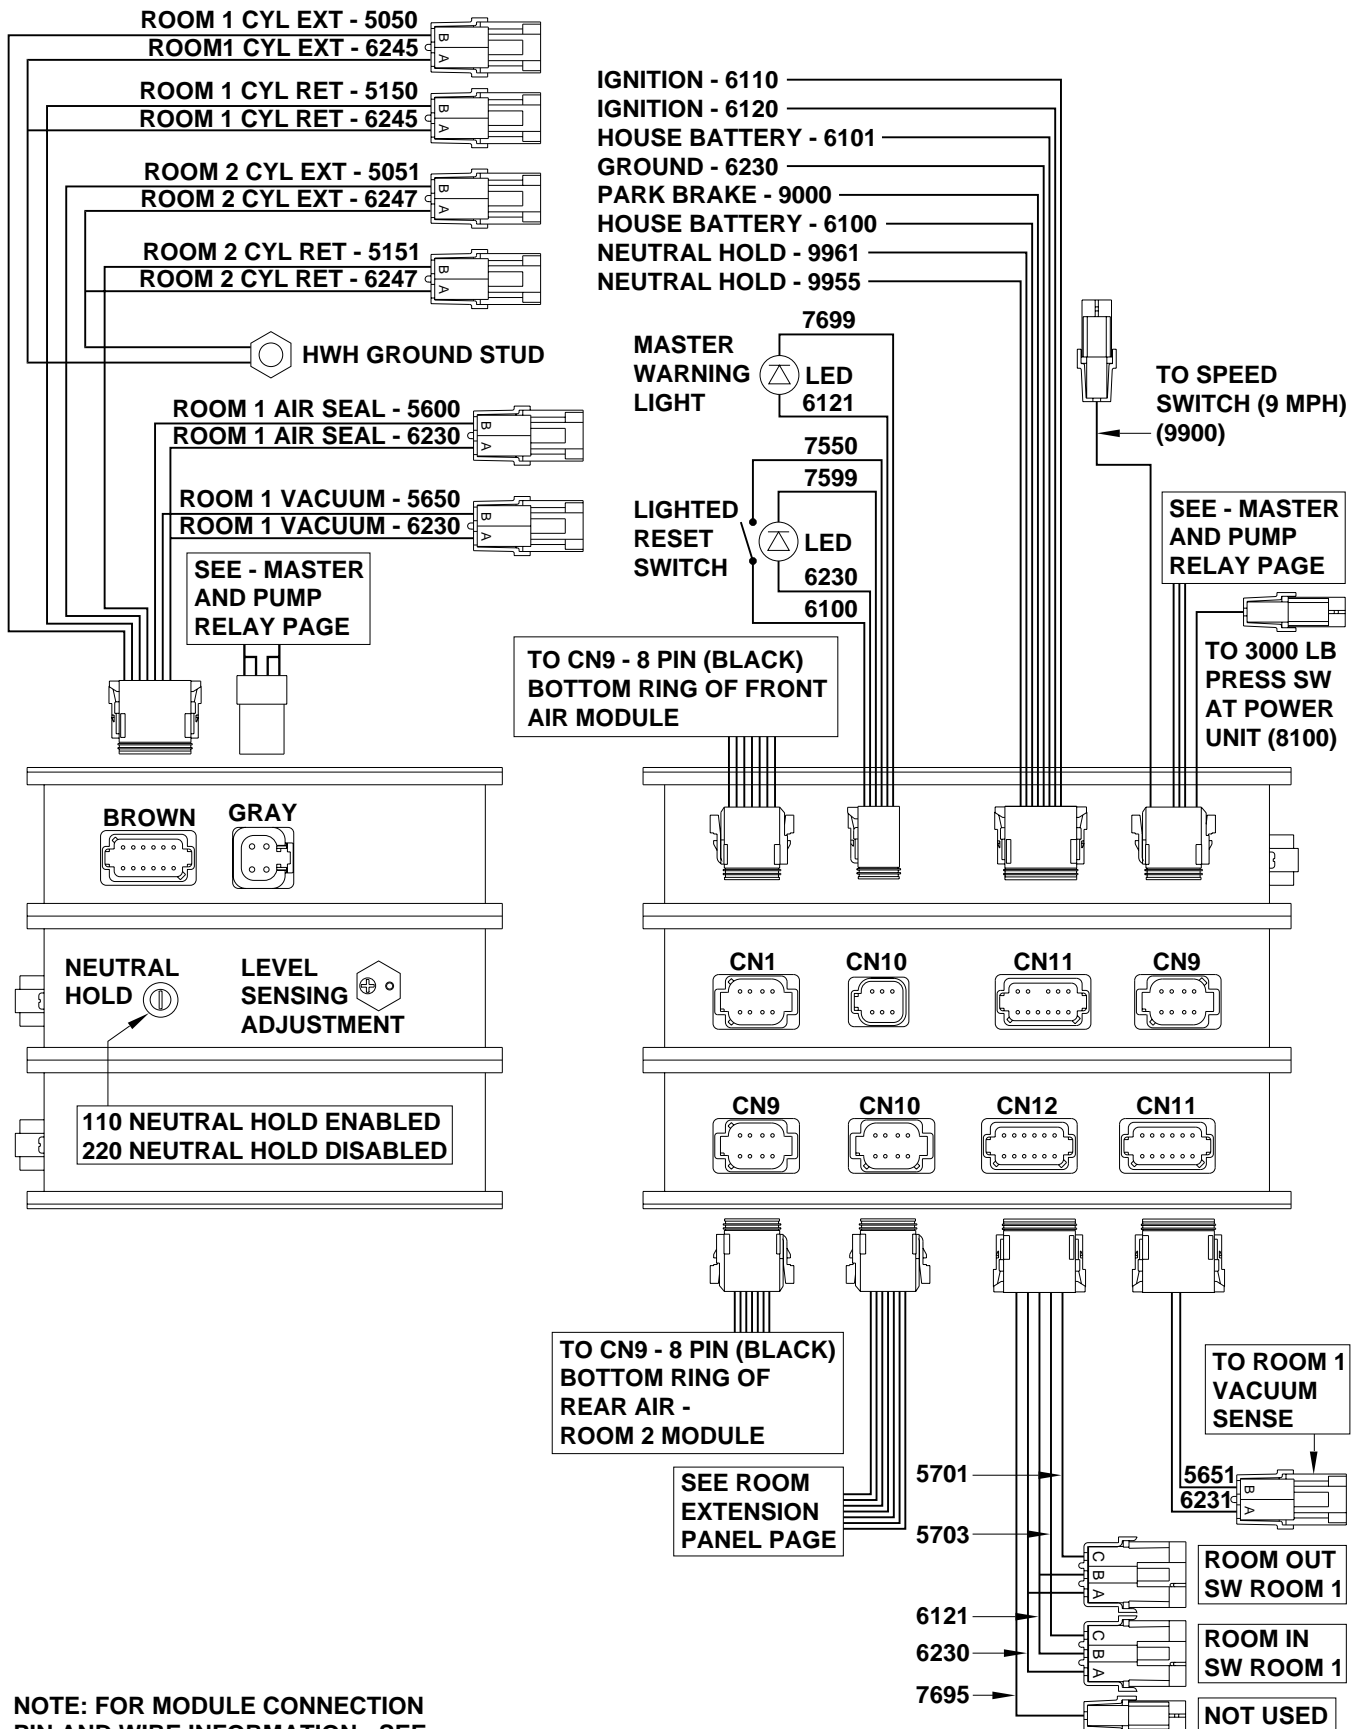 ROOM 1 CYL EXT - 5050
ROOM1 CYL EXT - 6245
B
A
ROOM 1 CYL RET - 5150
ROOM 1 CYL RET - 6245
B
A
ROOM 2 CYL EXT - 5051
ROOM 2 CYL EXT - 6247
B
A
ROOM 2 CYL RET - 5151
ROOM 2 CYL RET - 6247
B
A
HWH GROUND STUD
ROOM 1 AIR SEAL - 5600
ROOM 1 AIR SEAL - 6230
B
A
ROOM 1 VACUUM - 5650
ROOM 1 VACUUM - 6230
B
A
SEE - MASTER
AND PUMP
RELAY PAGE
IGNITION - 6110
IGNITION - 6120
HOUSE BATTERY - 6101
GROUND - 6230
PARK BRAKE - 9000
HOUSE BATTERY - 6100
NEUTRAL HOLD - 9961
NEUTRAL HOLD - 9955
MASTER
WARNING
LIGHT
7699
LED
6121
LIGHTED
RESET
SWITCH
7550
7599
LED
6230
6100
TO SPEED
SWITCH (9 MPH)
(9900)
SEE - MASTER
AND PUMP
RELAY PAGE
TO 3000 LB
PRESS SW
AT POWER
UNIT (8100)
TO CN9 - 8 PIN (BLACK)
BOTTOM RING OF FRONT
AIR MODULE
BROWN
GRAY
NEUTRAL
HOLD
LEVEL
SENSING
ADJUSTMENT
110 NEUTRAL HOLD ENABLED
220 NEUTRAL HOLD DISABLED
CN1
CN10
CN11
CN9
CN9
CN10
CN12
CN11
TO CN9 - 8 PIN (BLACK)
BOTTOM RING OF
REAR AIR -
ROOM 2 MODULE
SEE ROOM
EXTENSION
PANEL PAGE
TO ROOM 1
VACUUM
SENSE
5651
6231
B
A
5701
5703
6121
6230
7695
C
B
A
ROOM OUT
SW ROOM 1
C
B
A
ROOM IN
SW ROOM 1
NOT USED
NOTE: FOR MODULE CONNECTION
PIN AND WIRE INFORMATION - SEE